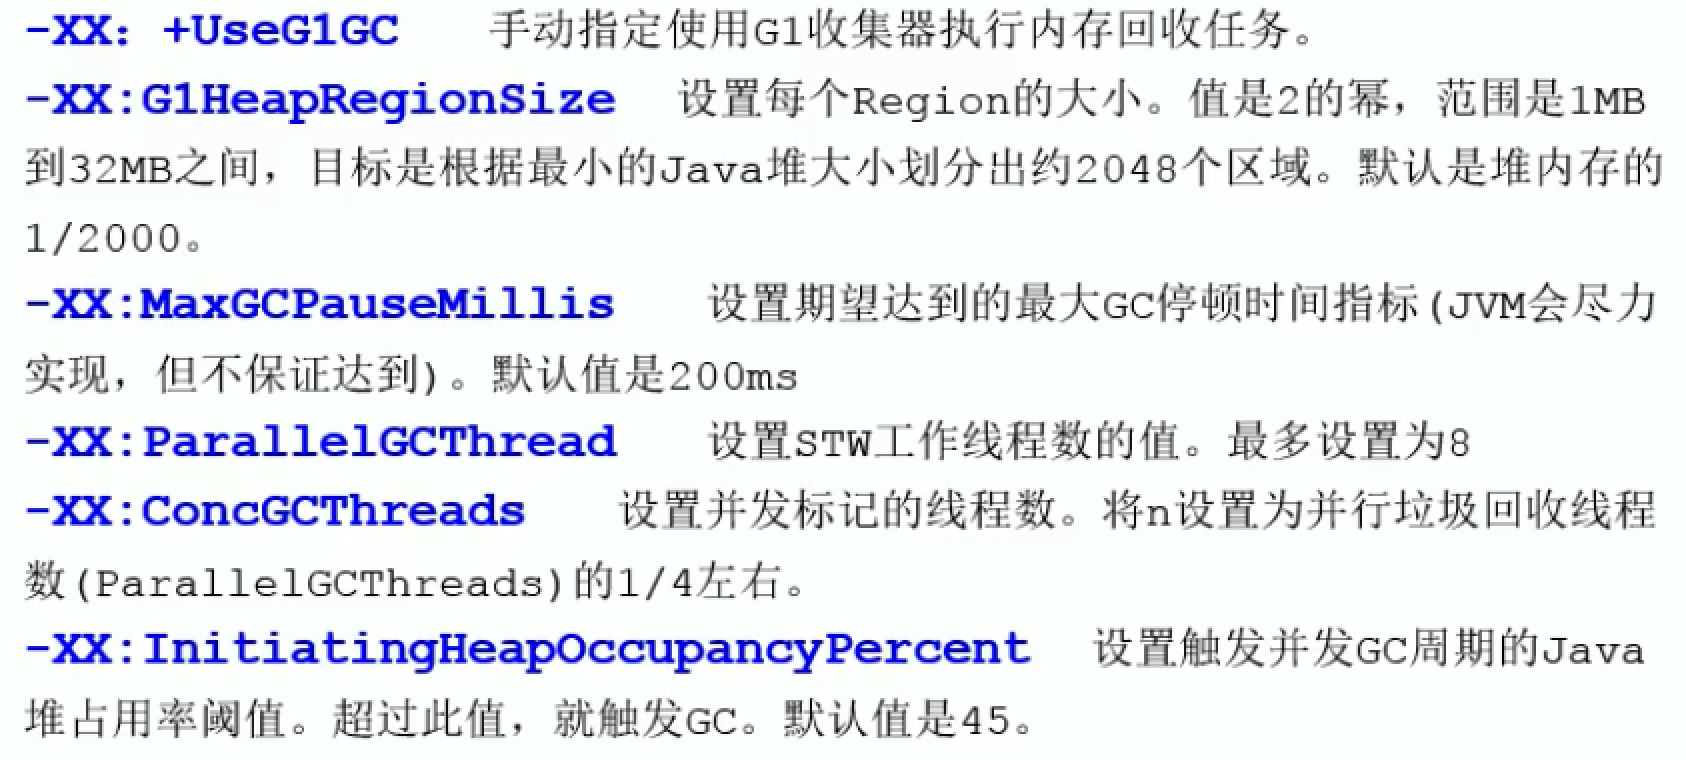 -XX：+UseG1GC 手动指定使用G1收集器执行内存回收任务。
-XX:G1HeapRegionSize 设置每个Region的大小。值是2的幂，范围是1MB
到32MB之间，目标是根据最小的Java堆大小划分出约2048个区域。默认是堆内存的
1/2000。
-XX:MaxGCPauseMillis 设置期望达到的最大GC停顿时间指标(JVM会尽力
实现，但不保证达到)。默认值是200ms
-XX:ParallelGCThread 设置STW工作线程数的值。最多设置为8
-XX:ConcGCThreads 设置并发标记的线程数。将n设置为并行垃圾回收线程
数(ParallelGCThreads)的1/4左右。
-XX:InitiatingHeapOccupancyPercent 设置触发并发GC周期的Java
堆占用率阈值。超过此值，就触发GC。默认值是45。